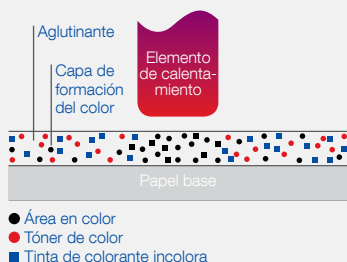 Aglutinante
Capa de
formación
del color
Elemento
de calenta-
miento
Papel base
Área en color
Tóner de color
Tinta de colorante incolora